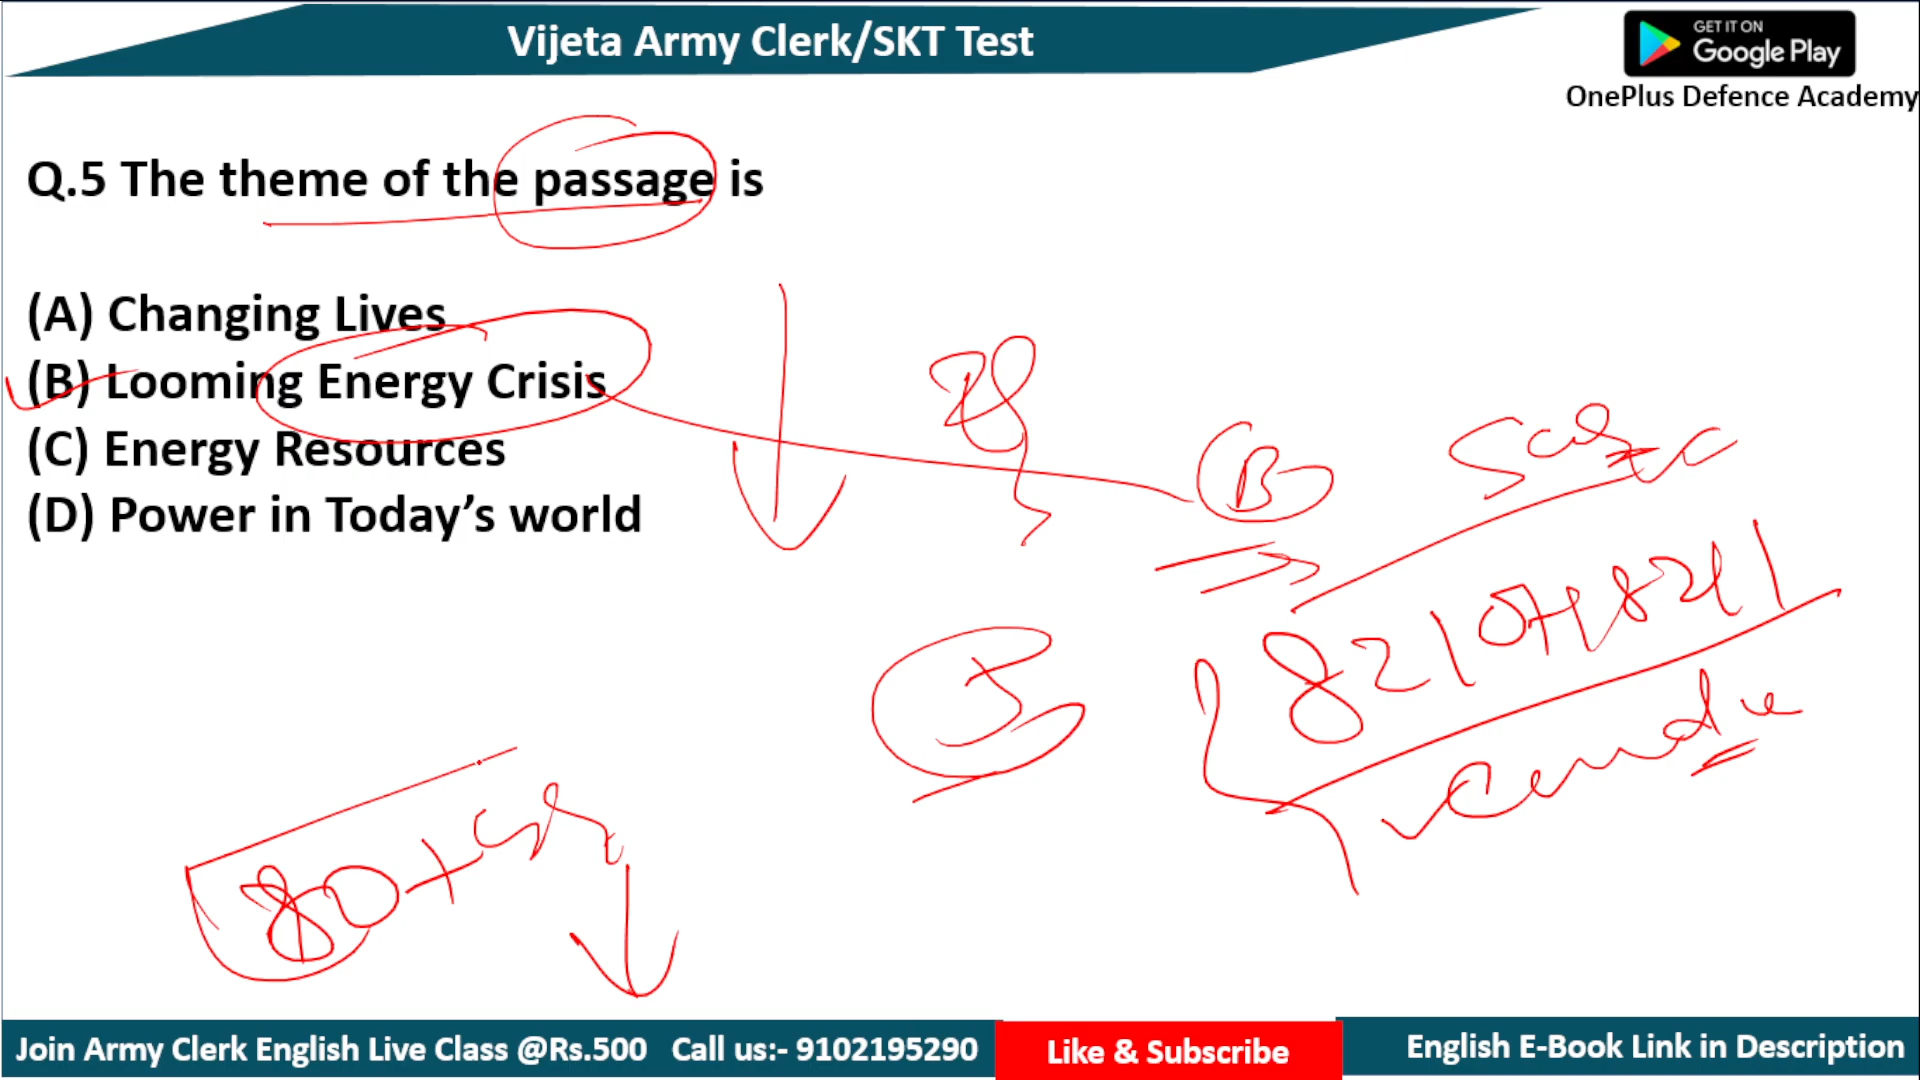 Vijeta Army Clerk/SKT Test
GET IT ON
Google Play
OnePlus Defence Academy
Q.5 The theme of the passage is
(A) Changing Lives
(B) Looming Energy Crisis
(C) Energy Resources
(D) Power in Today’s world
B
80+
Join Army Clerk English Live Class @Rs.500 Call us:- 9102195290
Like & Subscribe
English E-Book Link in Description